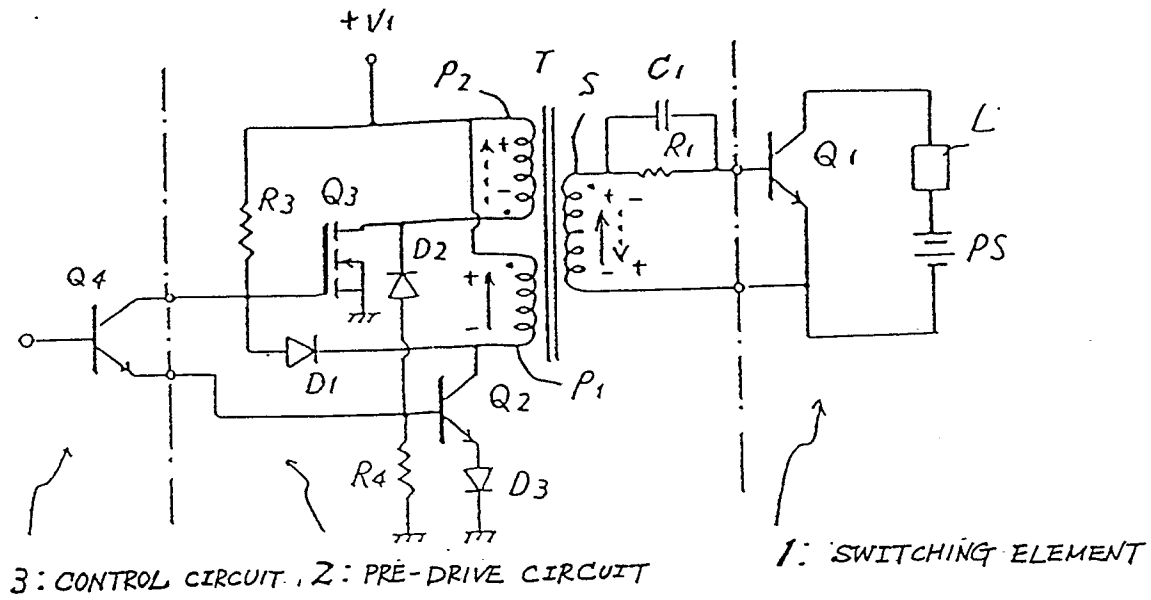 +V1
T
P2
S
C1
R1
Q1
L
R3
Q3
D2
PS
Q4
D1
Q2
P1
R4
D3
3: CONTROL CIRCUIT, 2: PRE-DRIVE CIRCUIT
1: SWITCHING ELEMENT